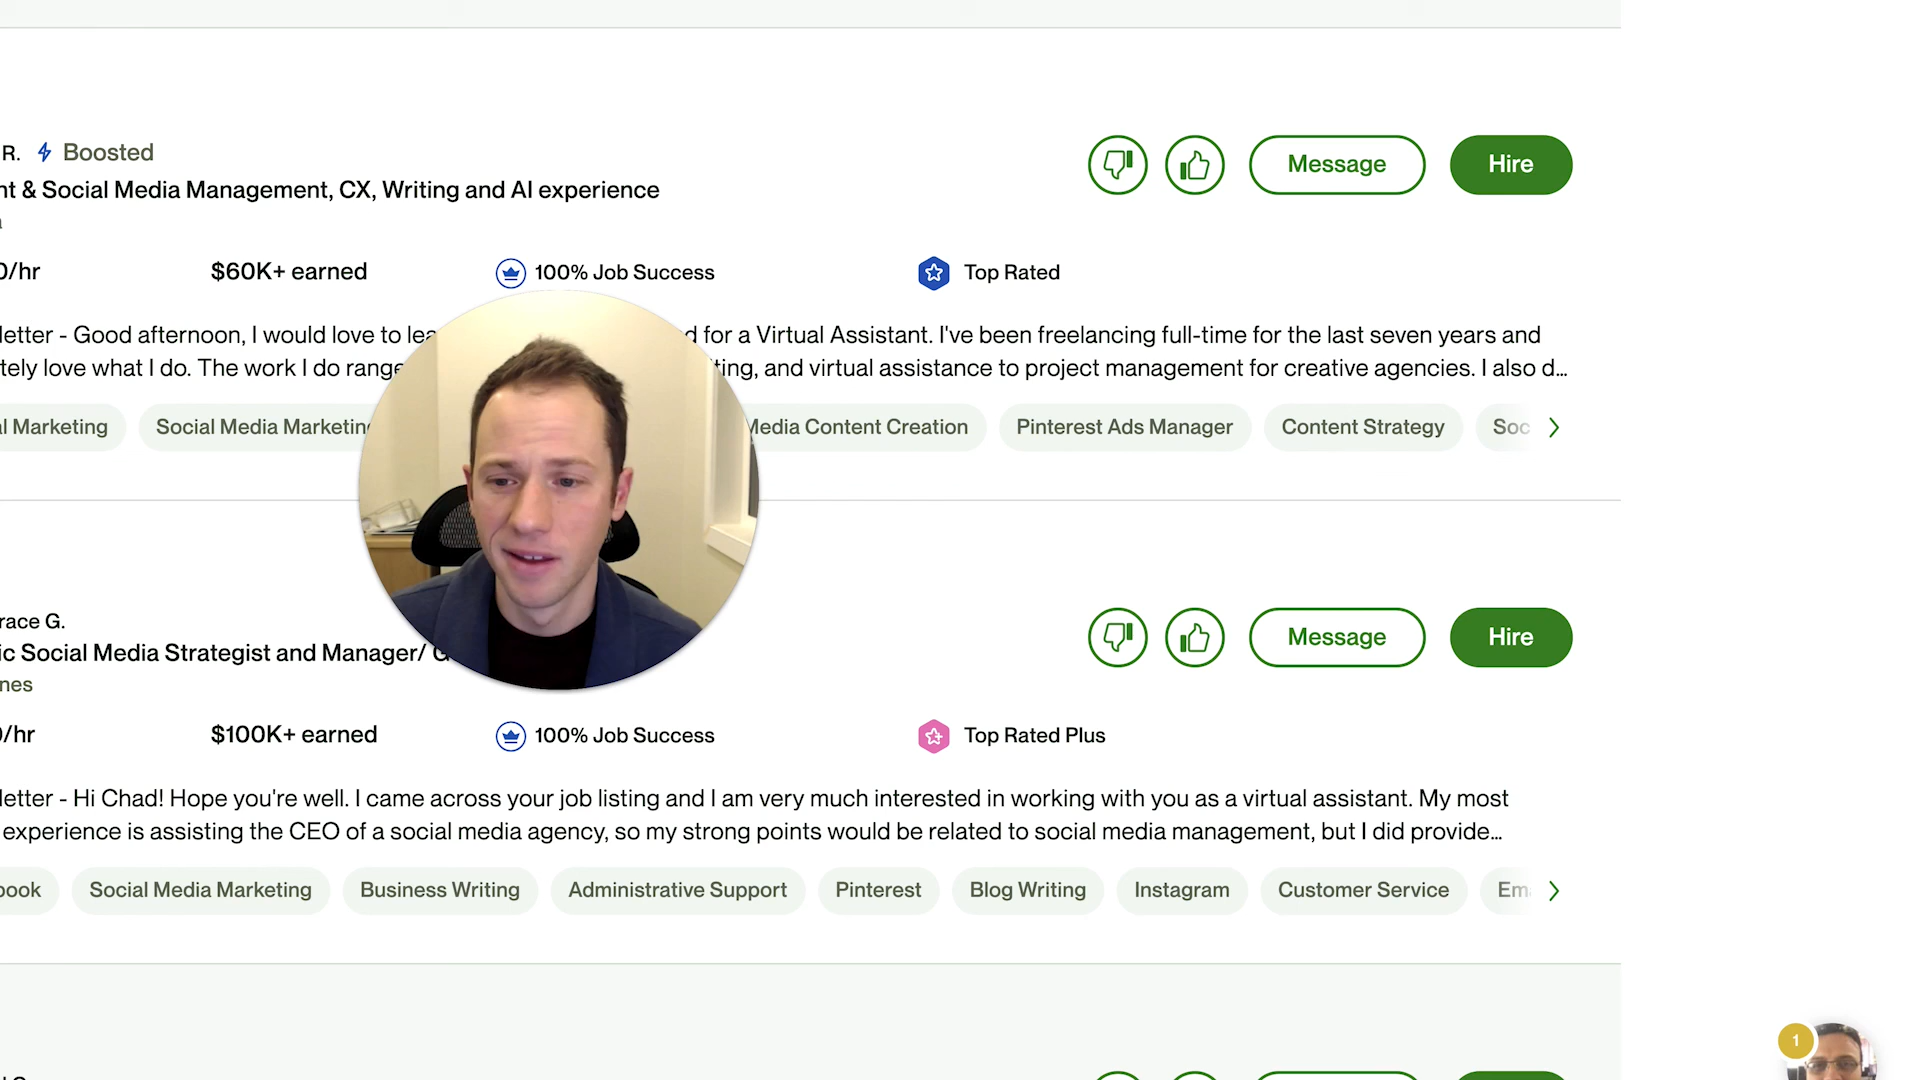 R. Boosted
nt & Social Media Management, CX, Writing and AI experience
Message
Hire
0/hr
$60K+ earned
100% Job Success
Top Rated
letter - Good afternoon, I would love to lea d for a Virtual Assistant. I've been freelancing full-time for the last seven years and
tely love what I do. The work I do range ting, and virtual assistance to project management for creative agencies. I also d...
al Marketing
Social Media Marketing
Media Content Creation
Pinterest Ads Manager
Content Strategy
Soc
race G.
ic Social Media Strategist and Manager/ G
nes
Message
Hire
0/hr
$100K+ earned
100% Job Success
Top Rated Plus
letter - Hi Chad! Hope you're well. I came across your job listing and I am very much interested in working with you as a virtual assistant. My most
experience is assisting the CEO of a social media agency, so my strong points would be related to social media management, but I did provide...
book
Social Media Marketing
Business Writing
Administrative Support
Pinterest
Blog Writing
Instagram
Customer Service
Em
1